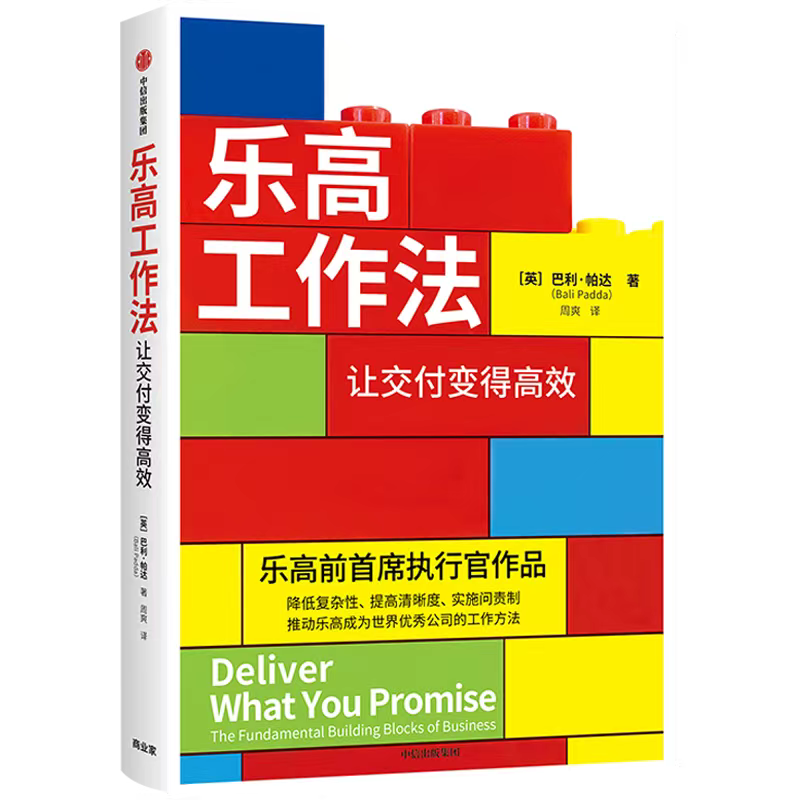 中信出版集团
乐高工作法
让交付变得高效
[英] 巴利·帕达 著
(Bali Padda)
周爽 译
商业家
乐高
工作法
[英] 巴利·帕达 著
(Bali Padda)
周爽 译
让交付变得高效
乐高前首席执行官作品
降低复杂性、提高清晰度、实施问责制
推动乐高成为世界优秀公司的工作方法
Deliver
What You Promise
The Fundamental Building Blocks of Business
中信出版集团